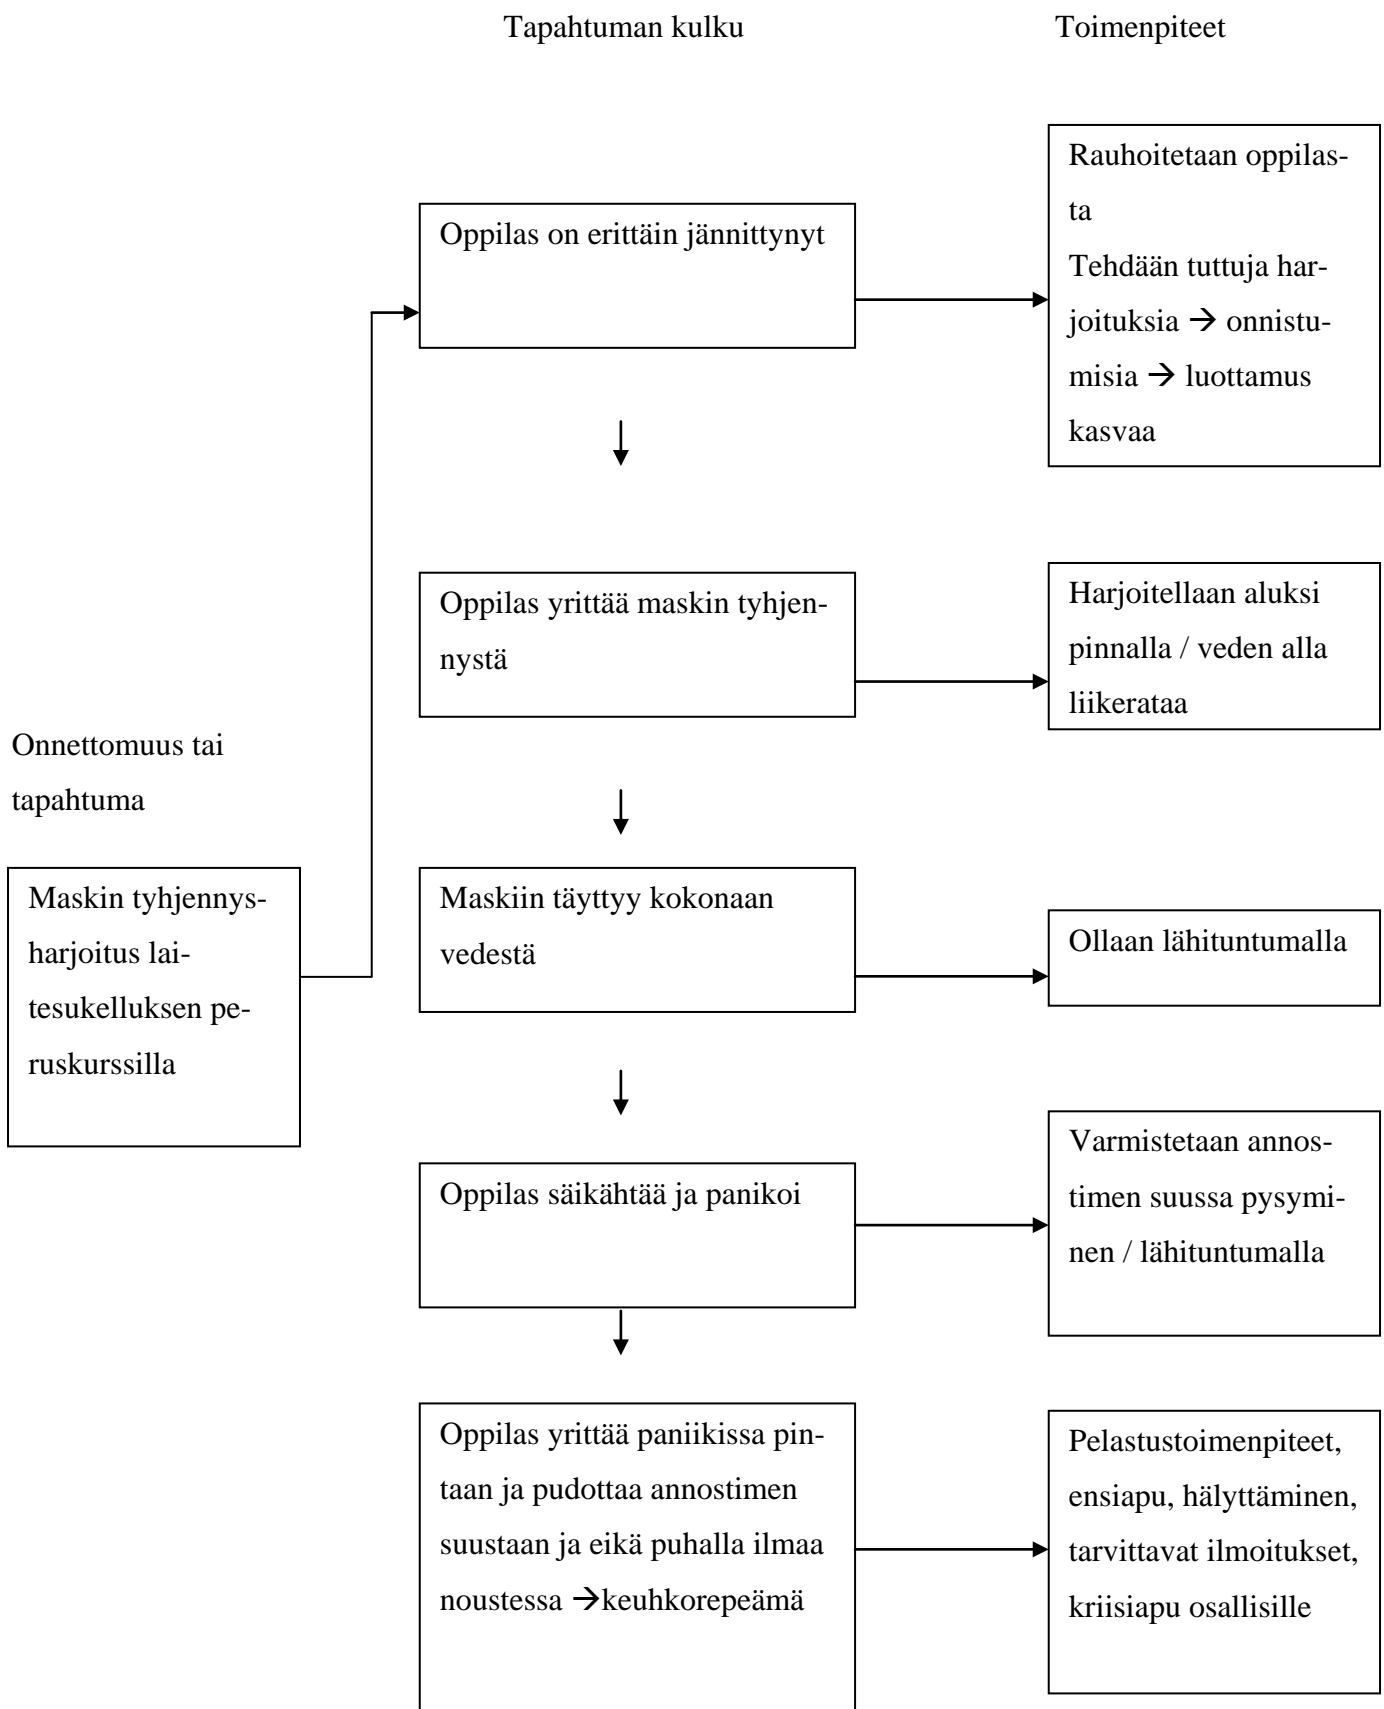 Tapahtuman kulku
Toimenpiteet
Onnettomuus tai
tapahtuma
Maskin tyhjennys-
harjoitus lai-
tesukelluksen pe-
ruskurssilla
Oppilas on erittäin jännittynyt
Rauhoitetaan oppilas-
ta
Tehdään tuttuja har-
joituksia → onnistu-
misia → luottamus
kasvaa
Oppilas yrittää maskin tyhjen-
nystä
Harjoitellaan aluksi
pinnalla / veden alla
liikerataa
Maskiin täyttyy kokonaan
vedestä
Ollaan lähituntumalla
Oppilas säikähtää ja panikoi
Varmistetaan annos-
timen suussa pysymi-
nen / lähituntumalla
Oppilas yrittää paniikissa pin-
taan ja pudottaa annostimen
suustaan ja eikä puhalla ilmaa
noustessa →keuhkorepeämä
Pelastustoimenpiteet,
ensiapu, hälyttäminen,
tarvittavat ilmoitukset,
kriisiapu osallisille